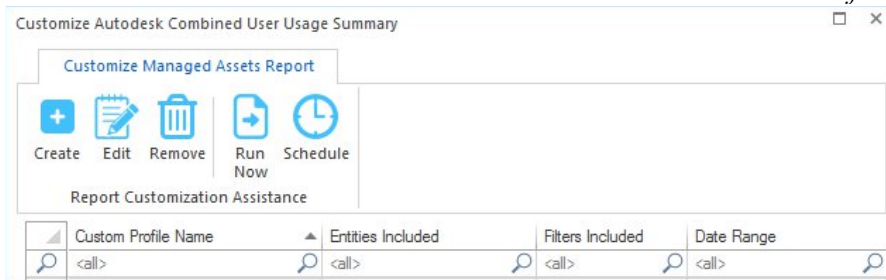 Customize Autodesk Combined User Usage Summary
Customize Managed Assets Report
Create Edit Remove Run Now Schedule
Report Customization Assistance
Custom Profile Name Entities Included Filters Included Date Range
<all> <all> <all> <all>